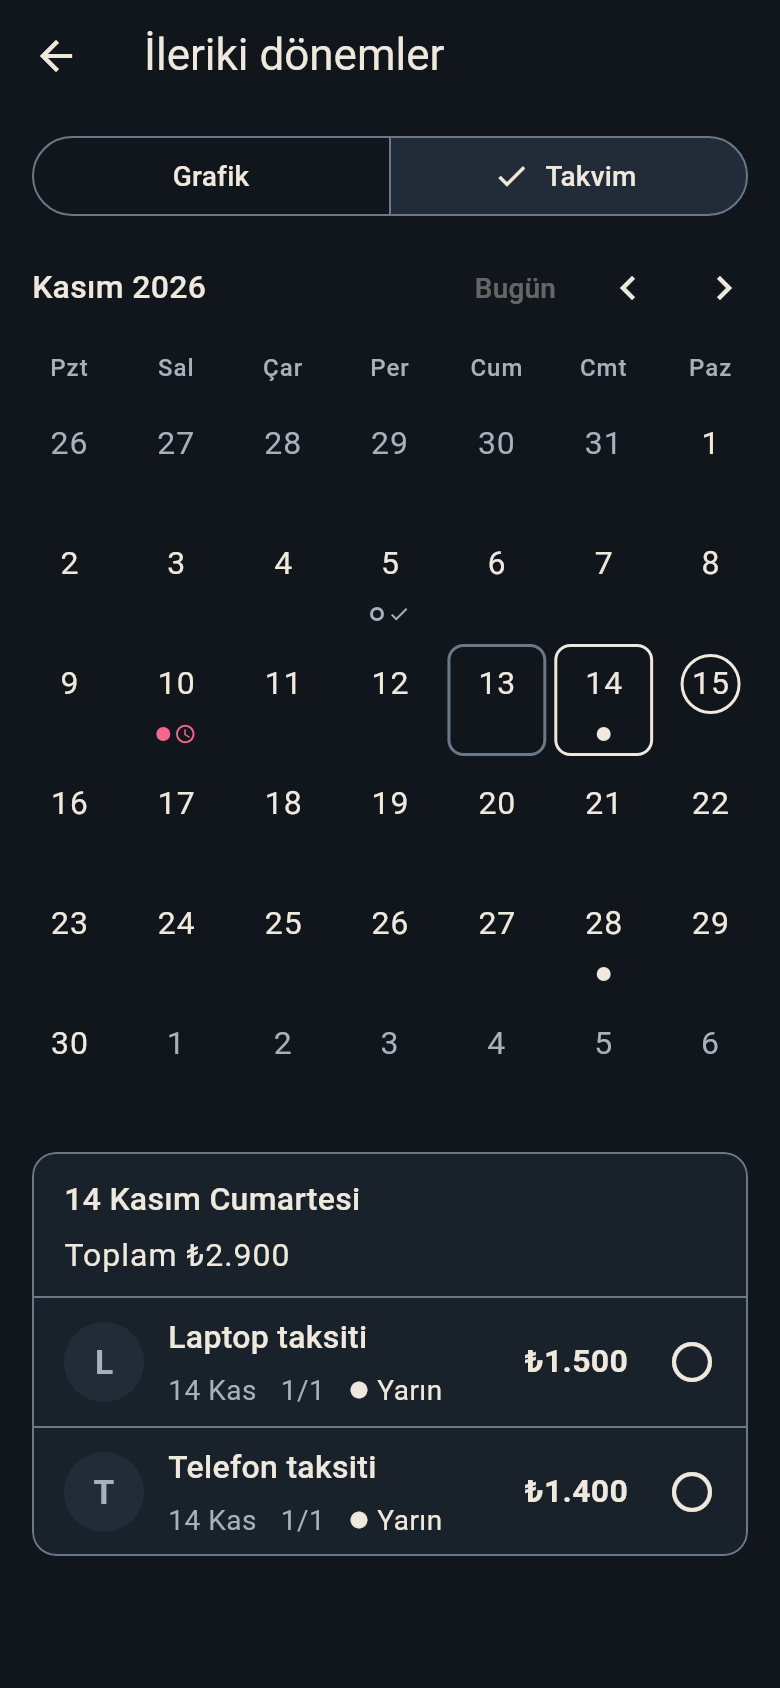 İleriki dönemler
Grafik Takvim
Kasım 2026 Bugün
Pzt Sal Çar Per Cum Cmt Paz
26 27 28 29 30 31 1
2 3 4 5 6 7 8
9 10 11 12 13 14 15
16 17 18 19 20 21 22
23 24 25 26 27 28 29
30 1 2 3 4 5 6
14 Kasım Cumartesi
Toplam ₺2.900
L Laptop taksiti ₺1.500
14 Kas 1/1 Yarın
T Telefon taksiti ₺1.400
14 Kas 1/1 Yarın